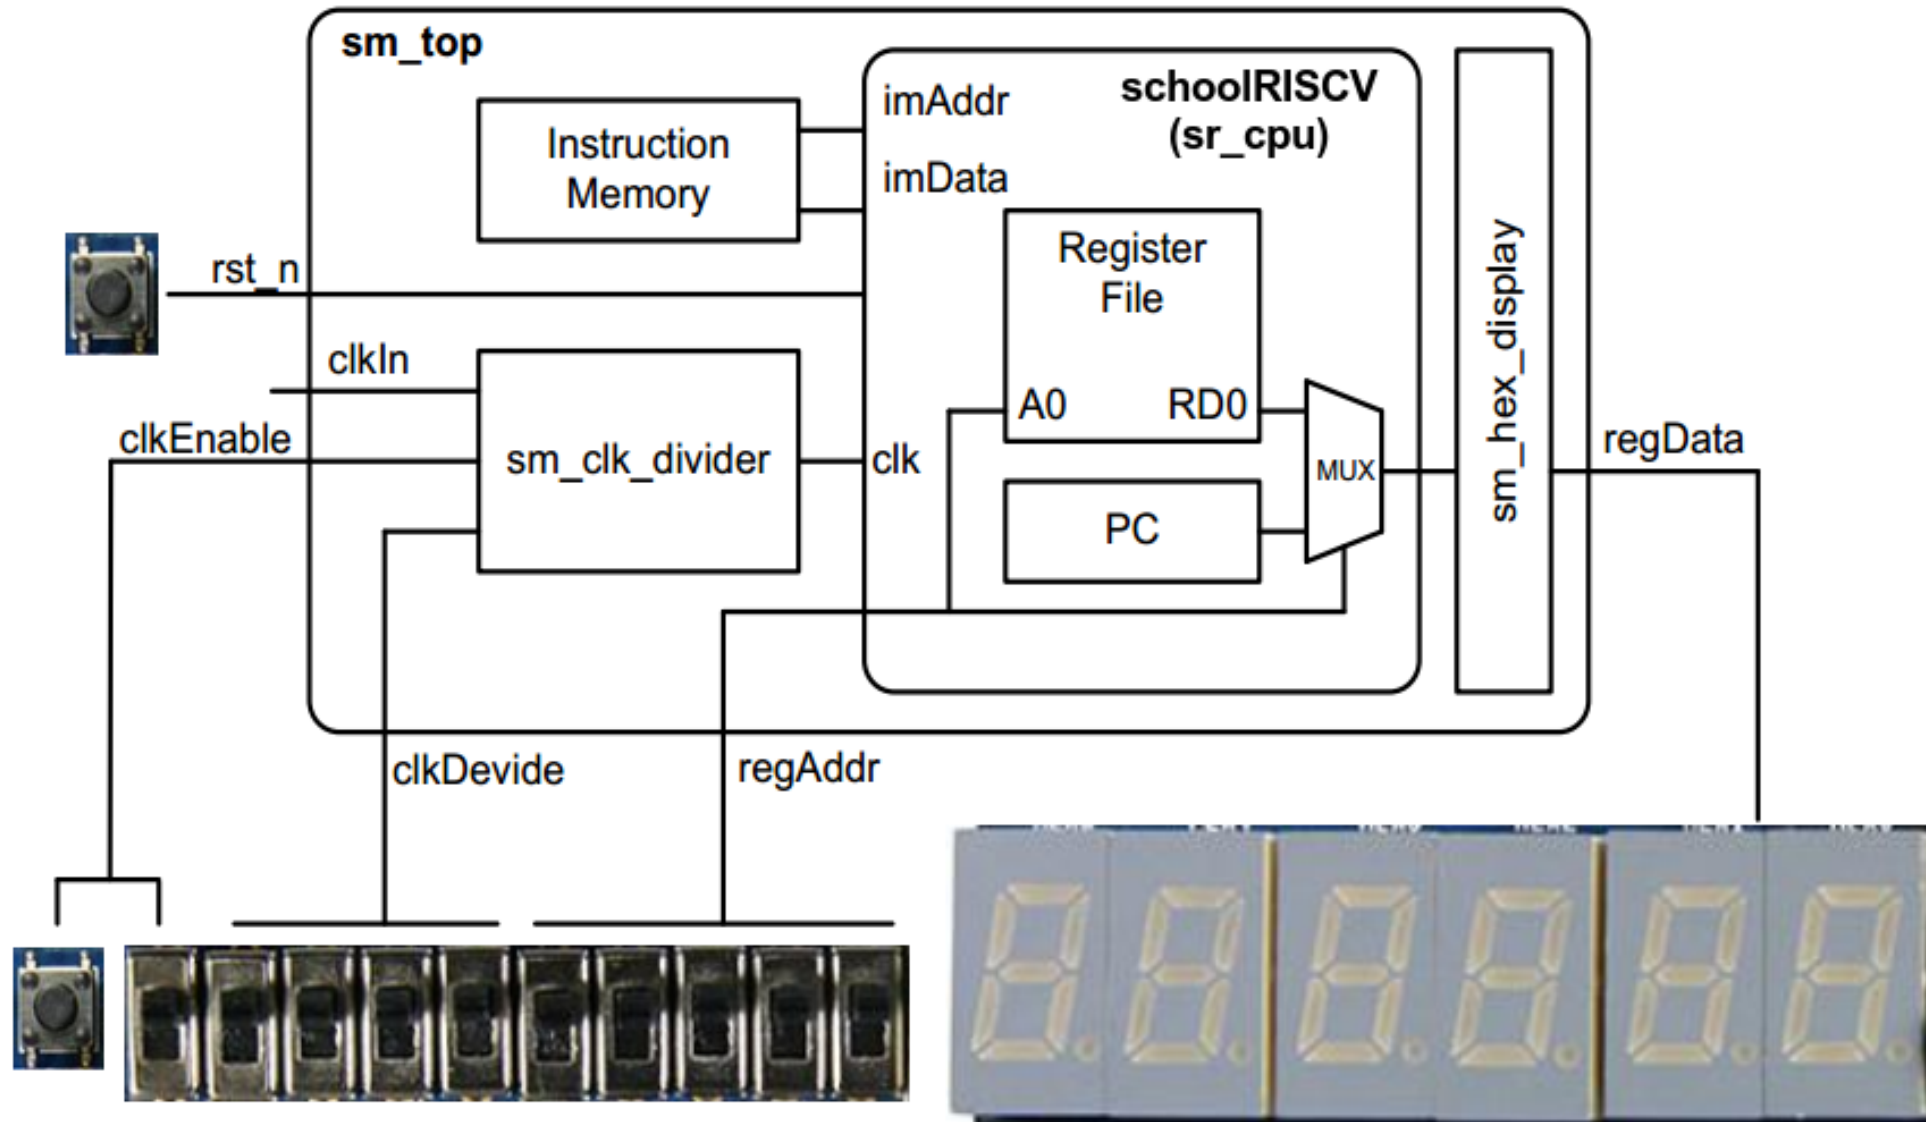 sm_top
schoolRISCV
(sr_cpu)
imAddr
imData
Instruction
Memory
Register
File
A0
RD0
rst_n
clkIn
clkEnable
sm_clk_divider
clk
PC
MUX
sm_hex_display
regData
clkDevide
regAddr